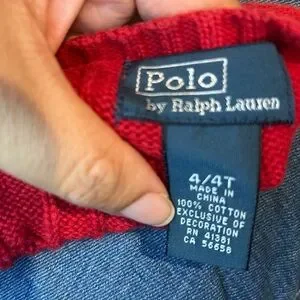 Polo
by Ralph Lauren
4/4T
MADE IN
CHINA
100% COTTON
EXCLUSIVE OF
DECORATION
RN 41381
CA 56658